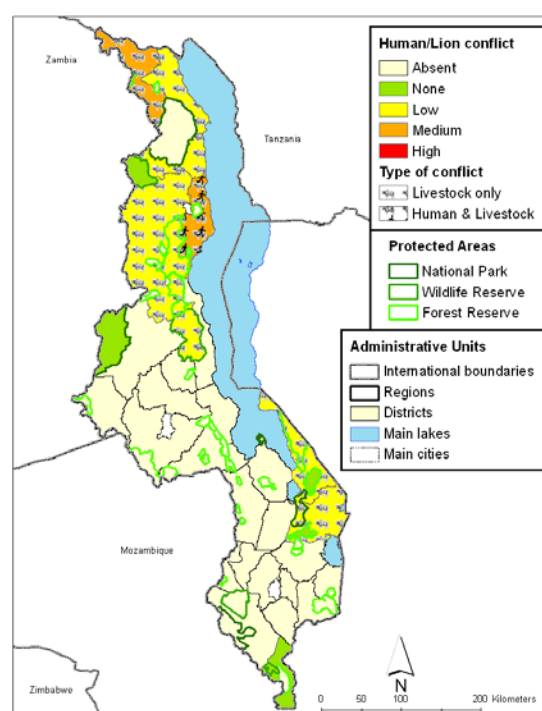 Zambia
Tanzania
Mozambique
Zimbabwe
Human/Lion conflict
Absent
None
Low
Medium
High
Type of conflict
Livestock only
Human & Livestock
Protected Areas
National Park
Wildlife Reserve
Forest Reserve
Administrative Units
International boundaries
Regions
Districts
Main lakes
Main cities
N
0 50 100 200 Kilometers